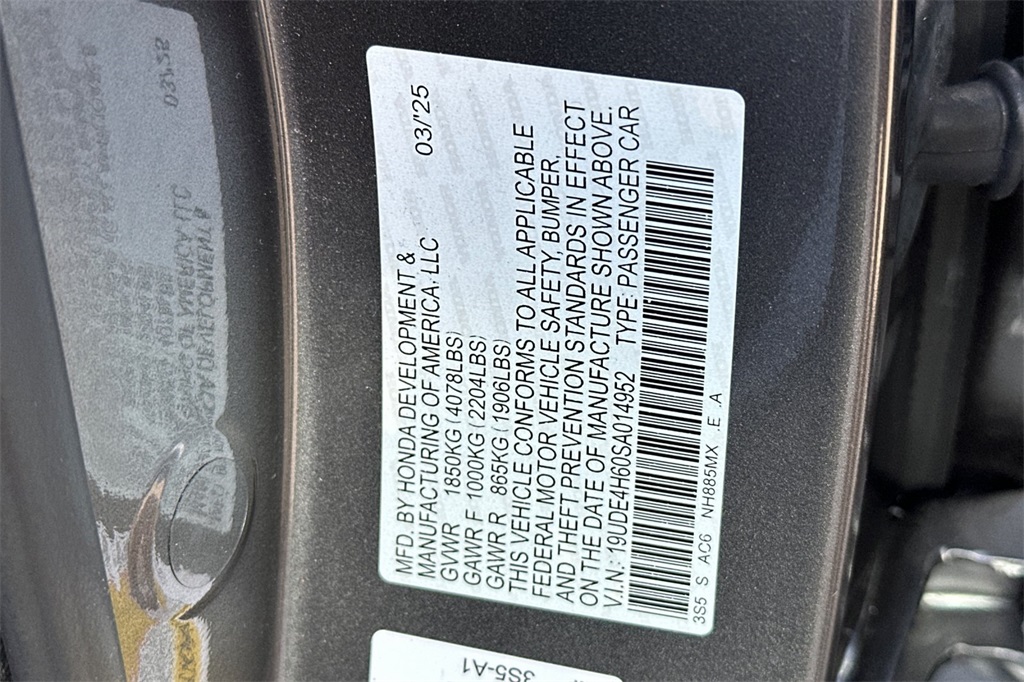 MFD. BY HONDA DEVELOPMENT & 03/'25
MANUFACTURING OF AMERICA, LLC
GVWR 1850KG (4078LBS)
GAWR F 1000KG (2204LBS)
GAWR R 865KG (1906LBS)
THIS VEHICLE CONFORMS TO ALL APPLICABLE
FEDERAL MOTOR VEHICLE SAFETY, BUMPER,
AND THEFT PREVENTION STANDARDS IN EFFECT
ON THE DATE OF MANUFACTURE SHOWN ABOVE.
V.I.N.: 19UDE4H60SA014952 TYPE: PASSENGER CAR
3S5 S AC6 NH885MX .E .A
3S5-A1